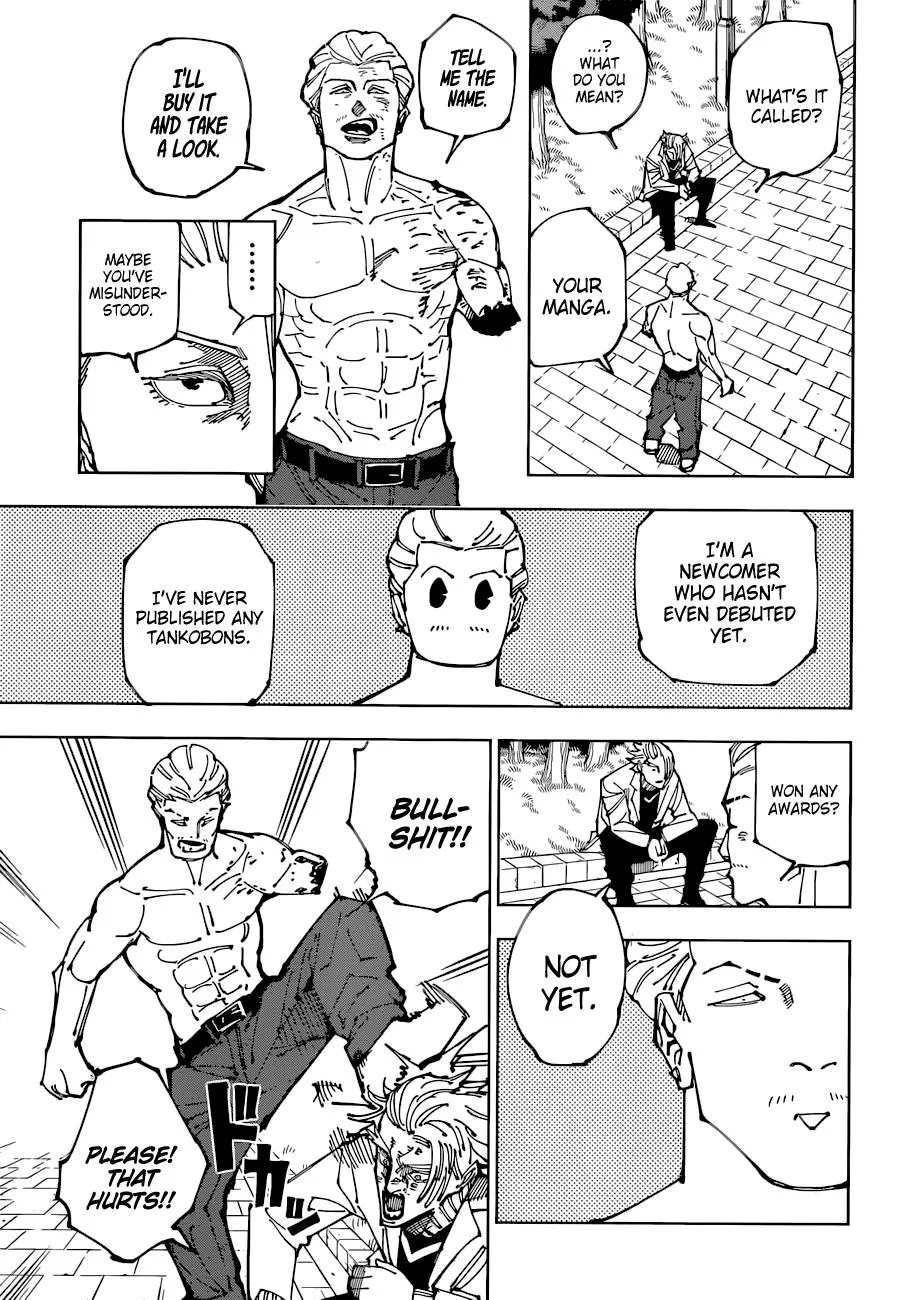 WHAT'S IT
CALLED?
...?
WHAT
DO YOU
MEAN?
YOUR
MANGA.
TELL
ME THE
NAME.
I'LL
BUY IT
AND TAKE
A LOOK.
......
MAYBE
YOU'VE
MISUNDER-
STOOD.
I'M A
NEWCOMER
WHO HASN'T
EVEN DEBUTED
YET.
I'VE NEVER
PUBLISHED ANY
TANKOBONS.
WON ANY
AWARDS?
NOT
YET.
BULL-
SHIT!!
ドカッ
PLEASE!
THAT
HURTS!!